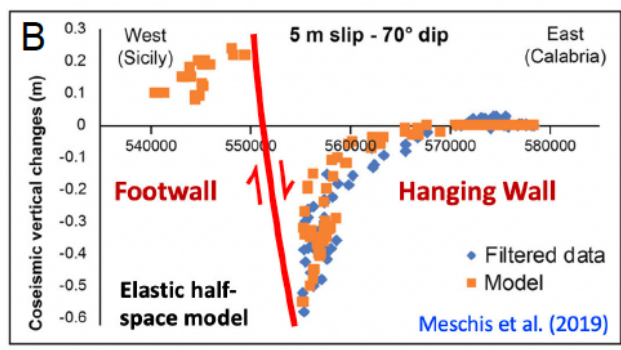 B
5 m slip - 70° dip
West
(Sicily)
East
(Calabria)
Coseismic vertical changes (m)
0.3
0.2
0.1
0
-0.1
-0.2
-0.3
-0.4
-0.5
-0.6
540000
550000
560000
570000
580000
Footwall
Hanging Wall
Elastic half-
space model
Filtered data
Model
Meschis et al. (2019)